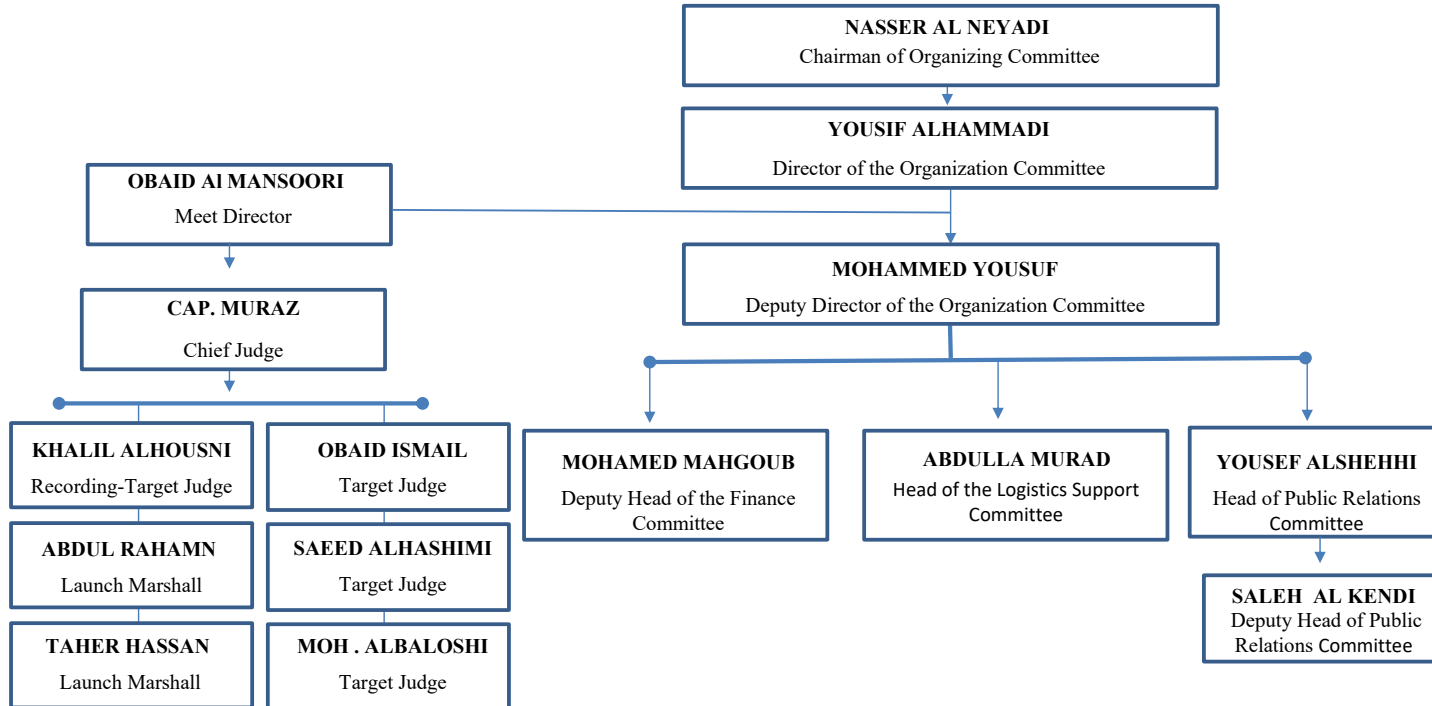 NASSER AL NEYADI
Chairman of Organizing Committee
YOUSIF ALHAMMADI
Director of the Organization Committee
OBAID Al MANSOORI
Meet Director
MOHAMMED YOUSUF
Deputy Director of the Organization Committee
CAP. MURAZ
Chief Judge
KHALIL ALHOUSNI
Recording-Target Judge
OBAID ISMAIL
Target Judge
MOHAMED MAHGOUB
Deputy Head of the Finance
Committee
ABDULLA MURAD
Head of the Logistics Support
Committee
YOUSEF ALSHEHHI
Head of Public Relations
Committee
ABDUL RAHAMN
Launch Marshall
SAEED ALHASHIMI
Target Judge
SALEH AL KENDI
Deputy Head of Public
Relations Committee
TAHER HASSAN
Launch Marshall
MOH . ALBALOSHI
Target Judge